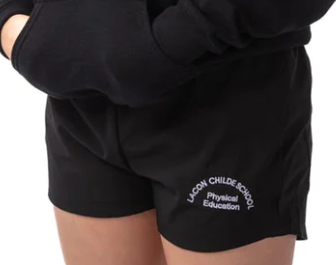 LACON CHILDE SCHOOL
Physical
Education